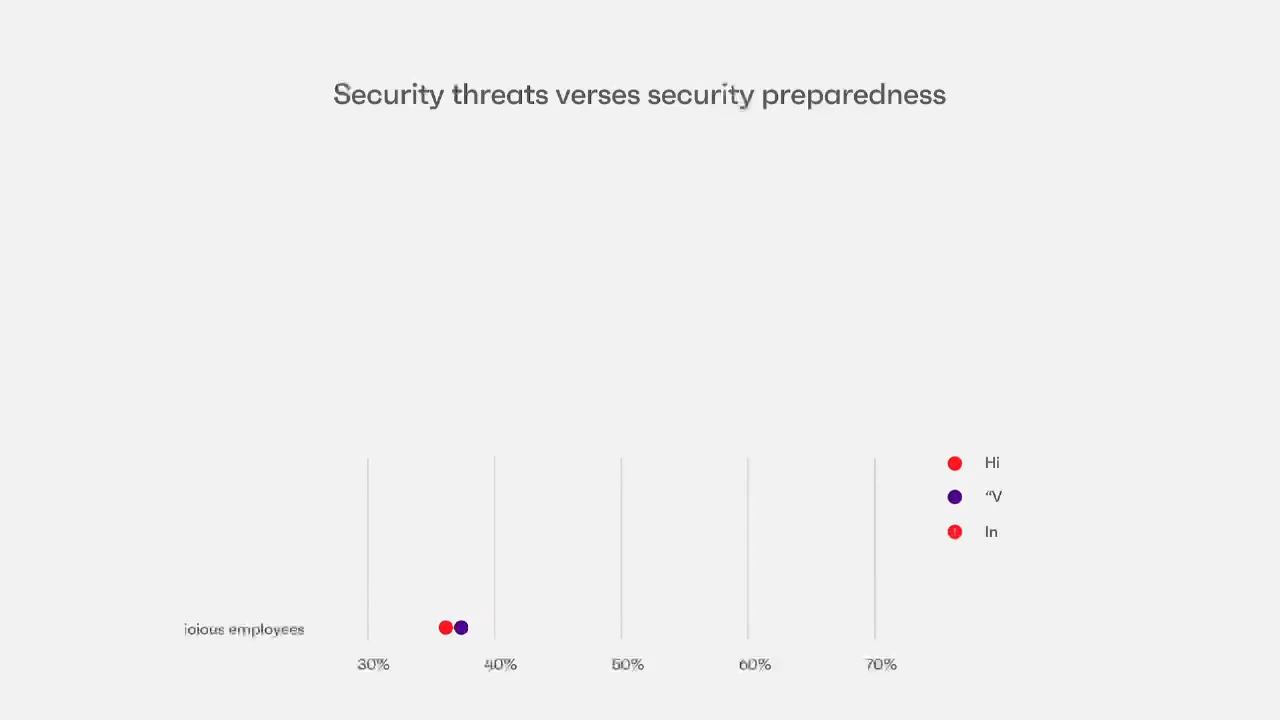 Security threats verses security preparedness
Hi
“V
In
ioious employees
30% 40% 50% 60% 70%